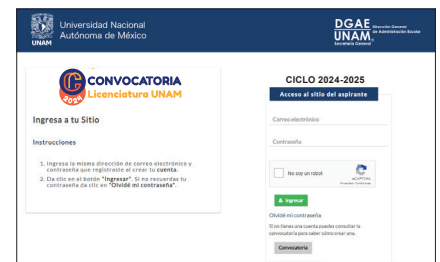 Universidad Nacional
Autónoma de México
UNAM
DGAE Dirección General
de Administración Escolar
UNAM
Secretaría General
CONVOCATORIA
Licenciatura UNAM
2024
Ingresa a tu Sitio
Instrucciones
1. Ingresa la misma dirección de correo electrónico y
contraseña que registraste al crear tu cuenta.
2. Da clic en el botón "Ingresar". Si no recuerdas tu
contraseña da clic en "Olvidé mi contraseña".
CICLO 2024-2025
Acceso al sitio del aspirante
Correo electrónico
Contraseña
No soy un robot
reCAPTCHA
Privacidad - Condiciones
Ingresar
Olvidé mi contraseña
Si no tienes una cuenta puedes consultar la
convocatoria para saber cómo crear una.
Convocatoria